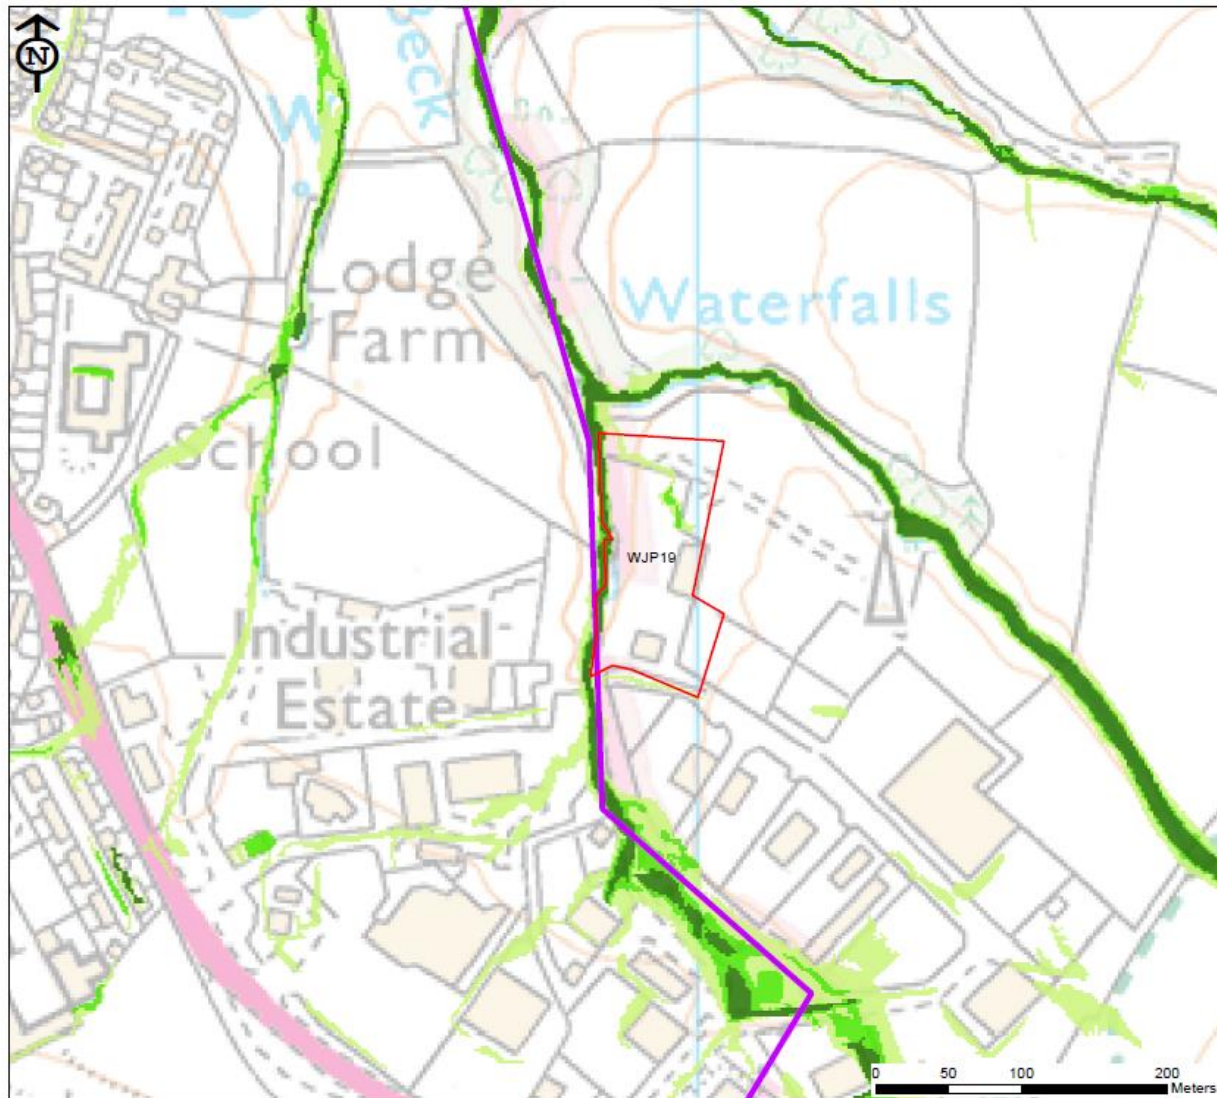 N
Beck
W
Lodge
Farm
Waterfalls
School
WJP19
Industrial
Estate
0 50 100 200
Meters